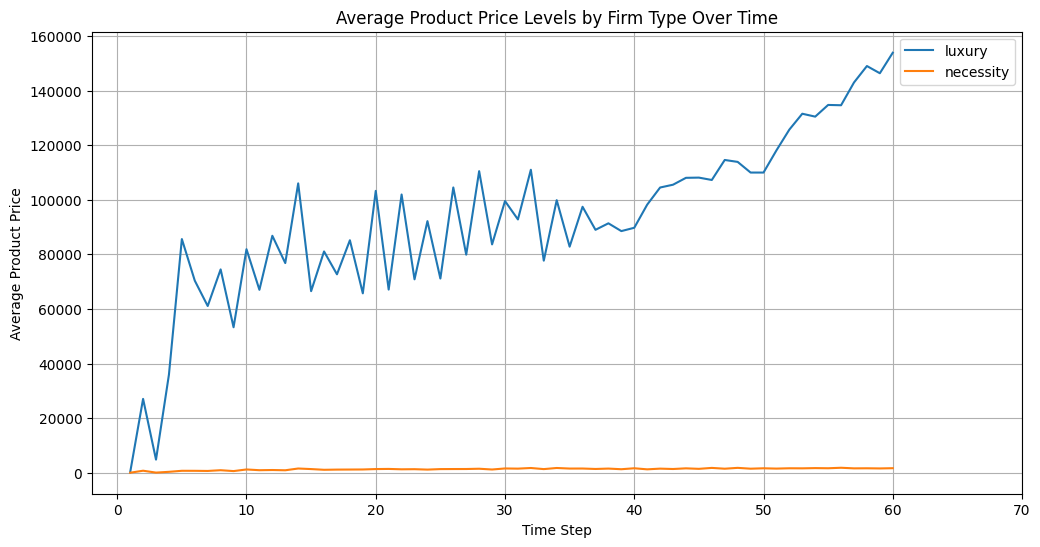 Average Product Price Levels by Firm Type Over Time
160000
140000
120000
100000
80000
60000
40000
20000
0
Average Product Price
luxury
necessity
0 10 20 30 40 50 60 70
Time Step